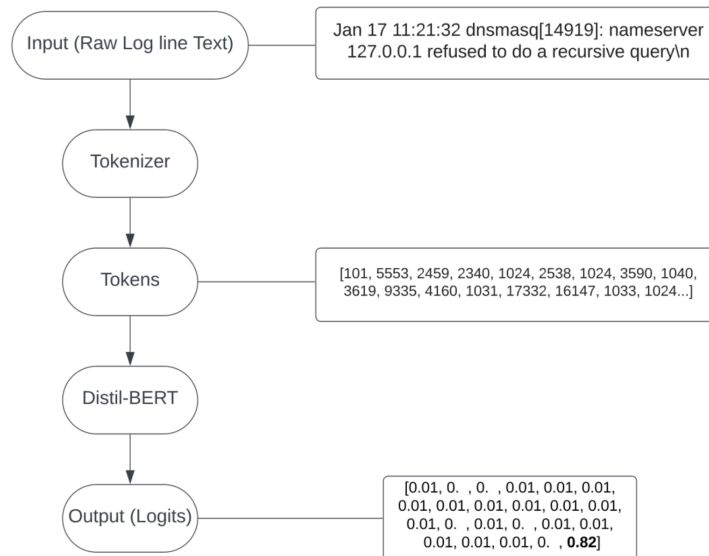 Input (Raw Log line Text)
Jan 17 11:21:32 dnsmasq[14919]: nameserver
127.0.0.1 refused to do a recursive query\n
Tokenizer
Tokens
[101, 5553, 2459, 2340, 1024, 2538, 1024, 3590, 1040,
3619, 9335, 4160, 1031, 17332, 16147, 1033, 1024...]
Distil-BERT
Output (Logits)
[0.01, 0. , 0. , 0.01, 0.01, 0.01,
0.01, 0.01, 0.01, 0.01, 0.01, 0.01,
0.01, 0. , 0.01, 0. , 0.01, 0.01,
0.01, 0.01, 0.01, 0. , 0.82]